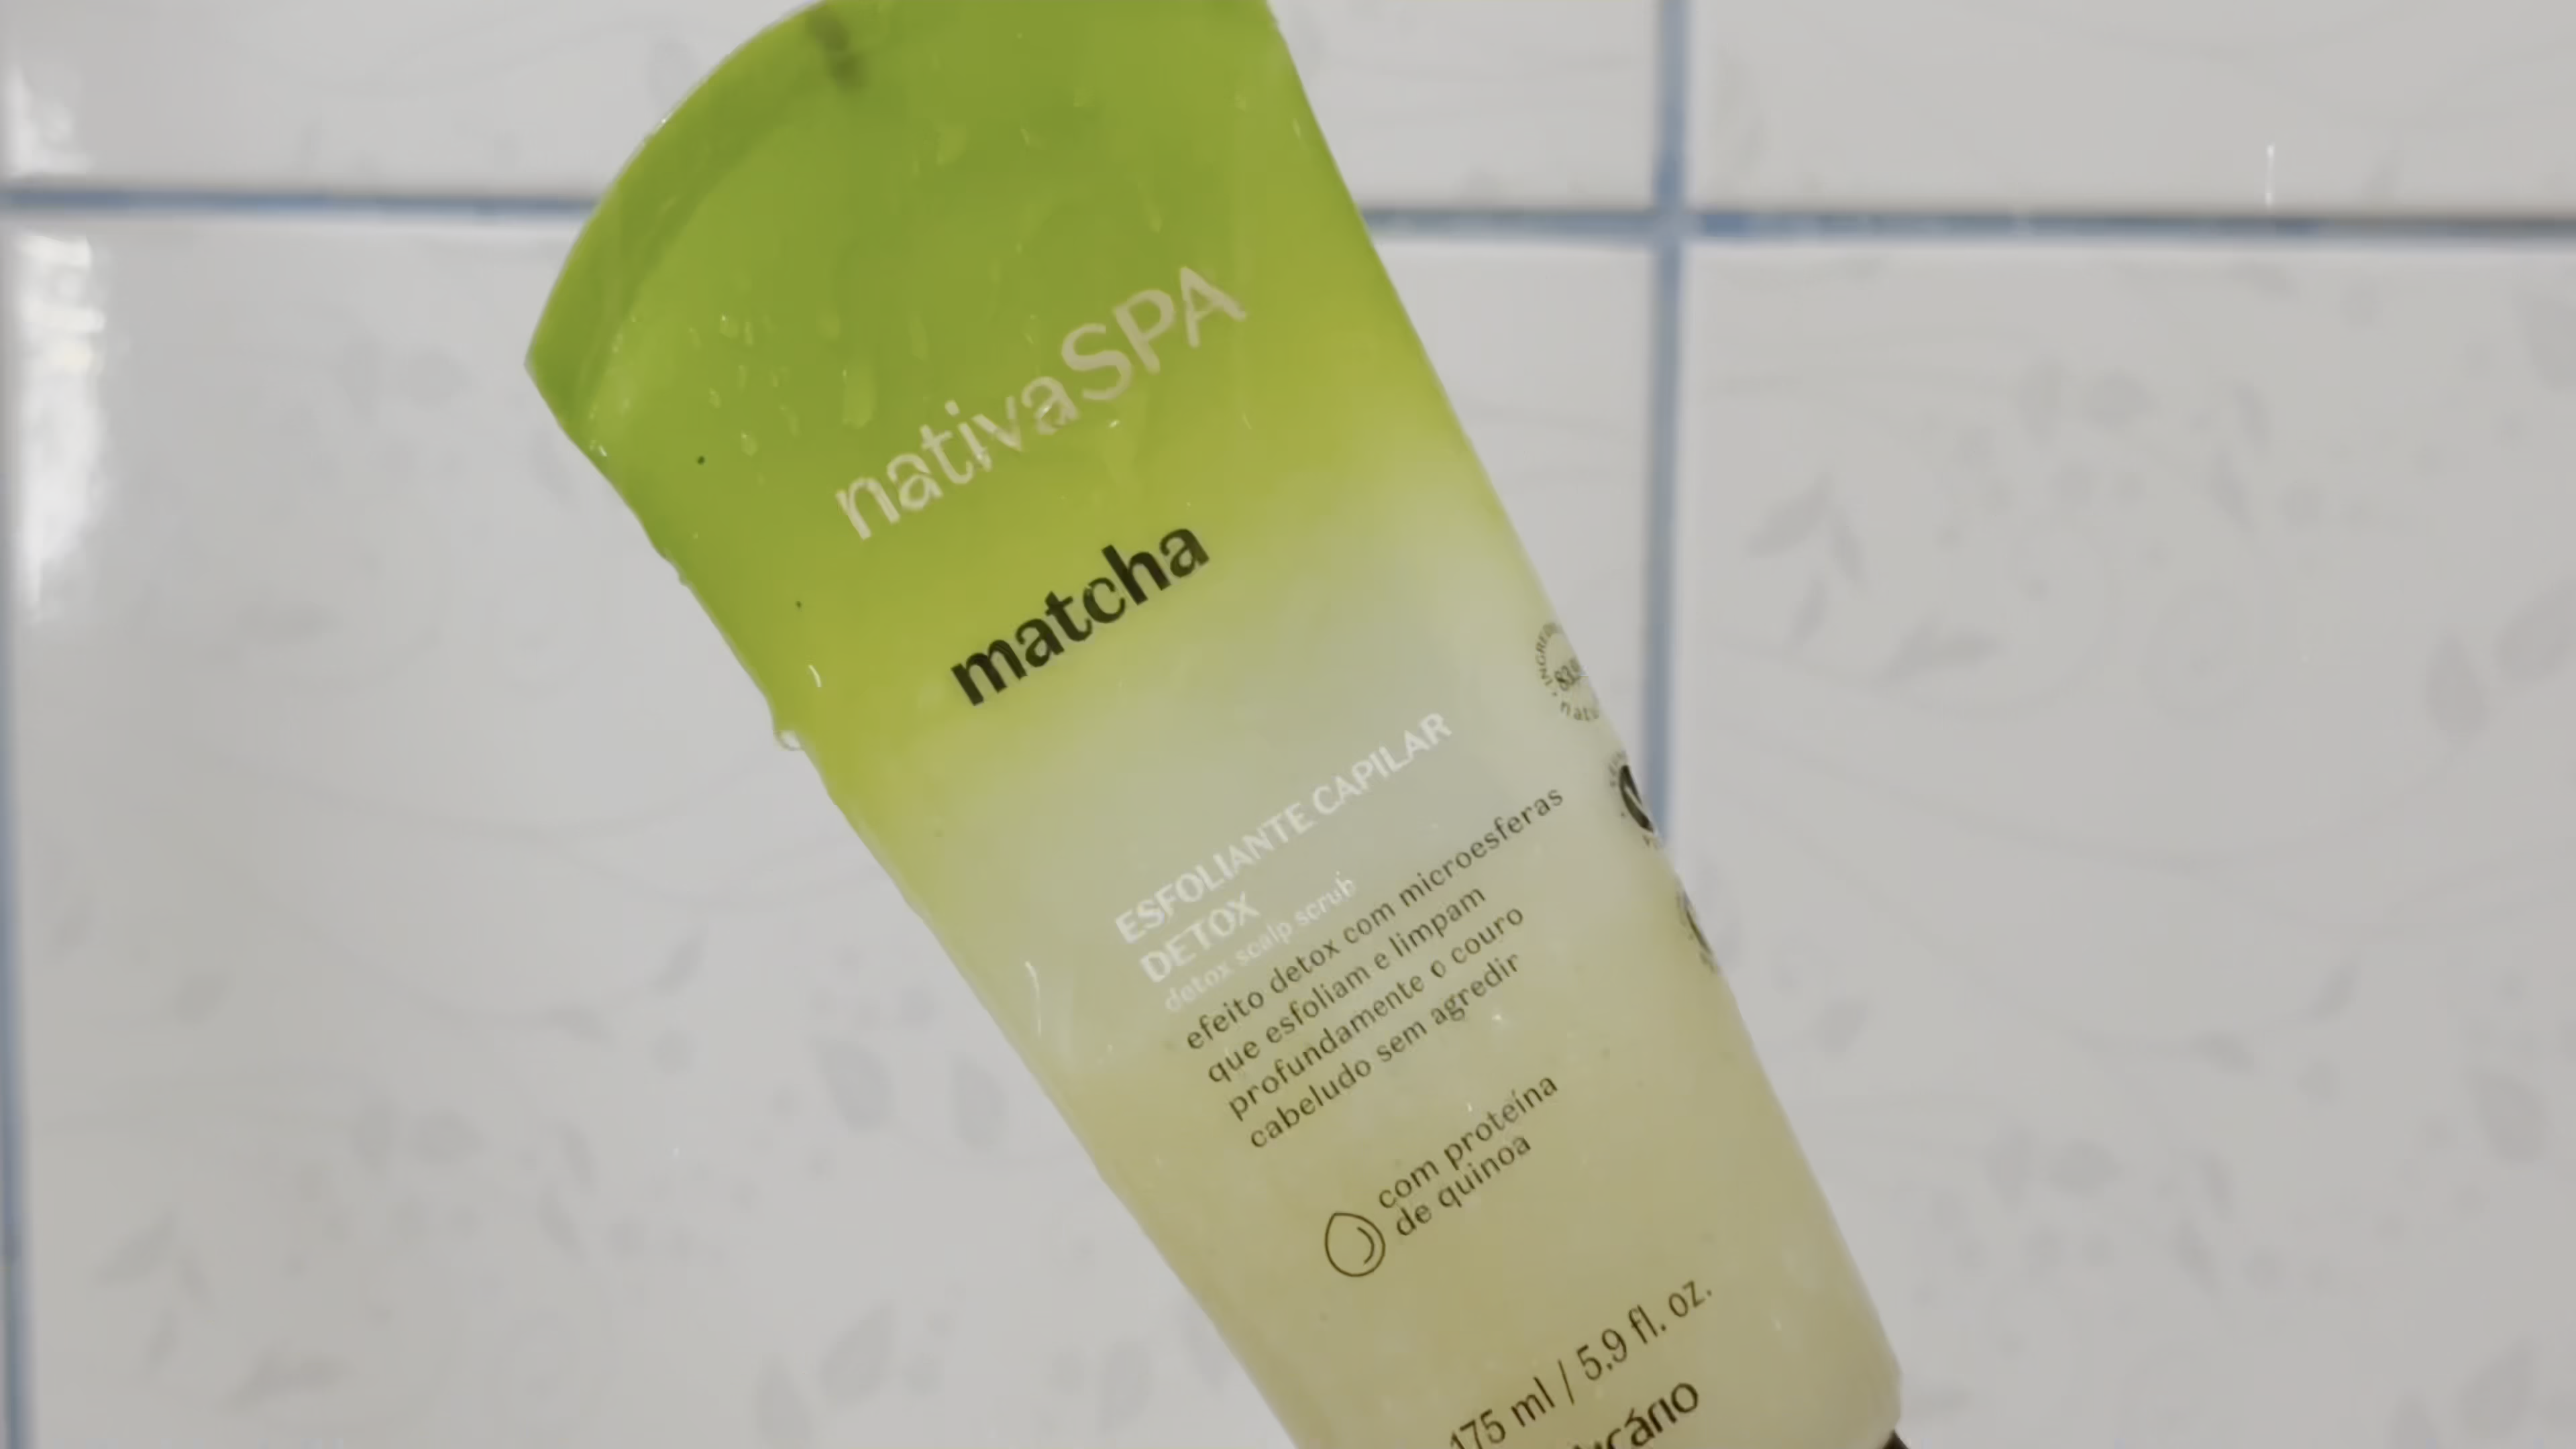 nativaSPA
matcha
ESFOLIANTE CAPILAR
DETOX
detox scalp scrub
efeito detox com microesferas
que esfoliam e limpam
profundamente o couro
cabeludo sem agredir
com proteína
de quinoa
175 ml / 5,9 fl. oz.